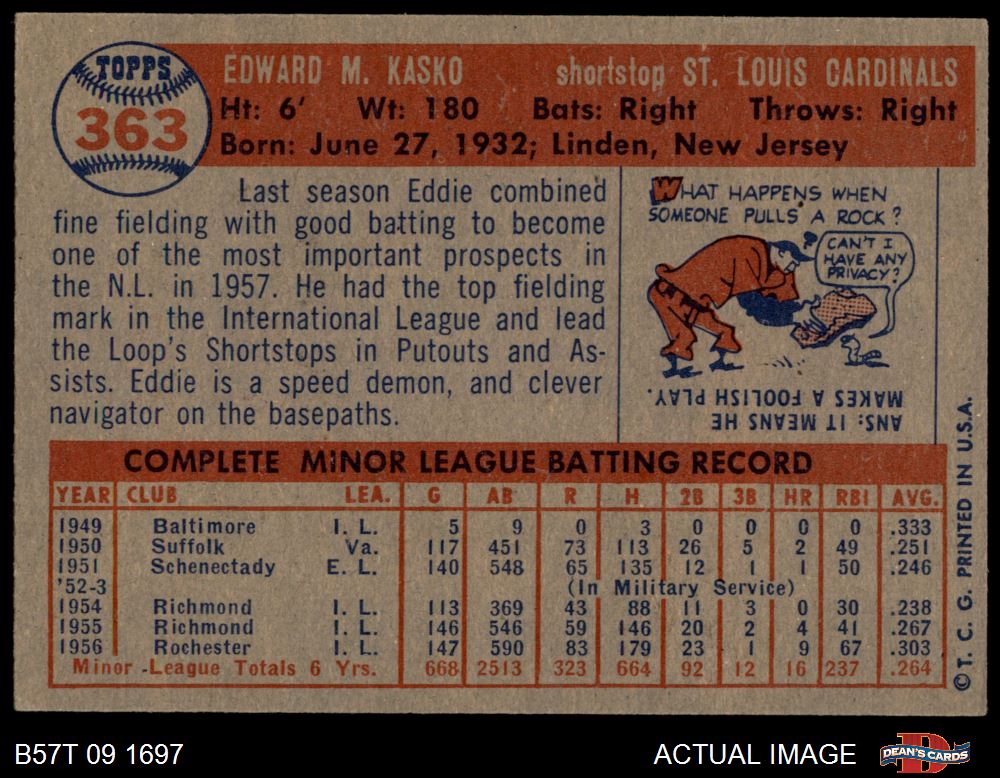 TOPPS
363
EDWARD M. KASKO shortstop ST. LOUIS CARDINALS
Ht: 6' Wt: 180 Bats: Right Throws: Right
Born: June 27, 1932; Linden, New Jersey
Last season Eddie combined
fine fielding with good batting to become
one of the most important prospects in
the N.L. in 1957. He had the top fielding
mark in the International League and lead
the Loop's Shortstops in Putouts and As-
sists. Eddie is a speed demon, and clever
navigator on the basepaths.
WHAT HAPPENS WHEN
SOMEONE PULLS A ROCK?
CAN'T I
HAVE ANY
PRIVACY?
ANS: IT MEANS HE
MAKES A FOOLISH PLAY.
COMPLETE MINOR LEAGUE BATTING RECORD
YEAR CLUB LEA. G AB R H 2B 3B HR RBI AVG.
1949 Baltimore I. L. 5 9 0 3 0 0 0 0 .333
1950 Suffolk Va. 117 451 73 113 26 5 2 49 .251
1951 Schenectady E. L. 140 548 65 135 12 1 1 50 .246
'52-3 (In Military Service)
1954 Richmond I. L. 113 369 43 88 11 3 0 30 .238
1955 Richmond I. L. 146 546 59 146 20 2 4 41 .267
1956 Rochester I. L. 147 590 83 179 23 1 9 67 .303
Minor League Totals 6 Yrs. 668 2513 323 664 92 12 16 237 .264
©T. C. G. PRINTED IN U.S.A.
B57T 09 1697 ACTUAL IMAGE
DEAN'S CARDS